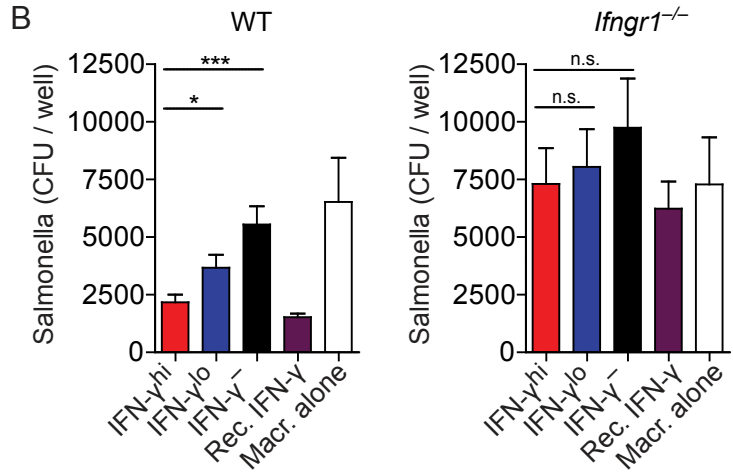 B
WT
Ifngr1⁻/⁻
Salmonella (CFU / well)
12500
10000
7500
5000
2500
0
***
*
IFN-γhi
IFN-γlo
IFN-γ–
Rec. IFN-γ
Macr. alone
Salmonella (CFU / well)
12500
10000
7500
5000
2500
0
n.s.
n.s.
IFN-γhi
IFN-γlo
IFN-γ–
Rec. IFN-γ
Macr. alone